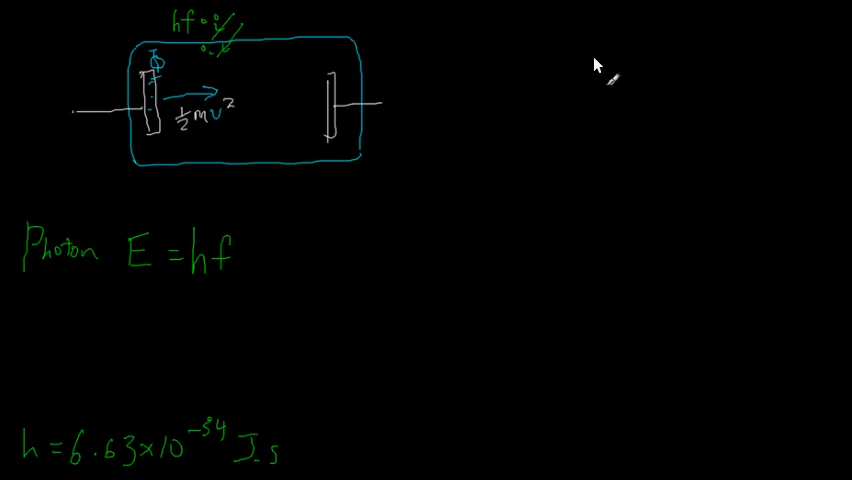 hf
Φ
½mv²
Photon E = hf
h = 6.63×10⁻³⁴ J.s